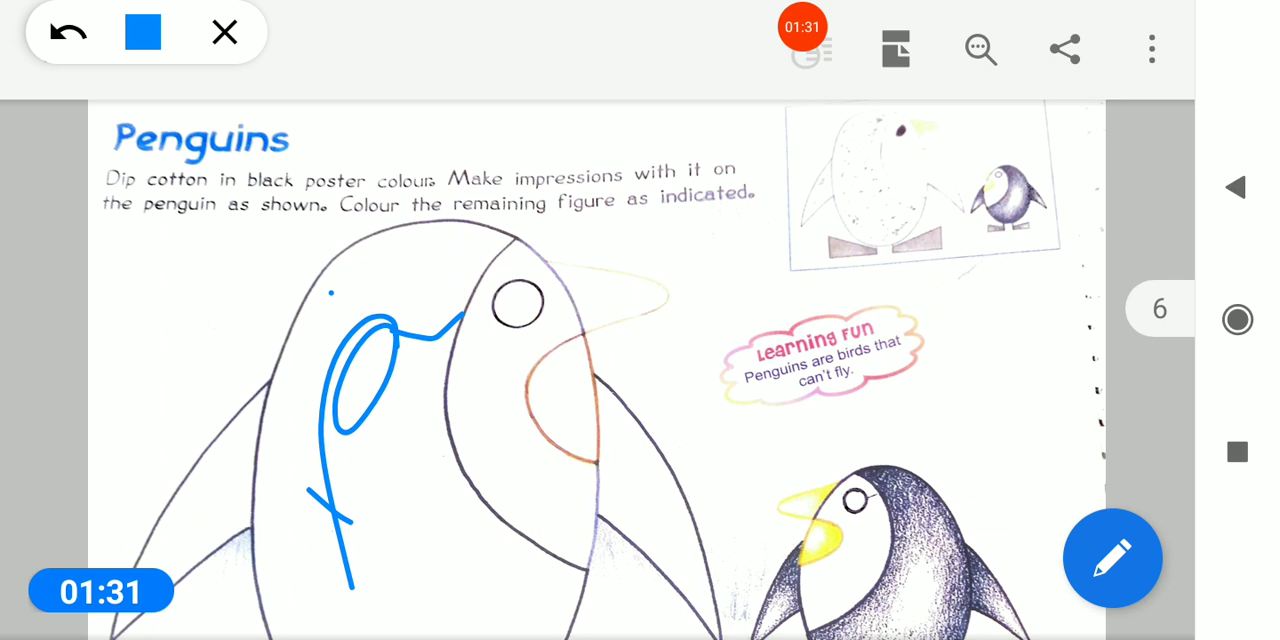 01:31
Penguins
Dip cotton in black poster colour. Make impressions with it on
the penguin as shown. Colour the remaining figure as indicated.
Learning Fun
Penguins are birds that
can't fly.
6
01:31